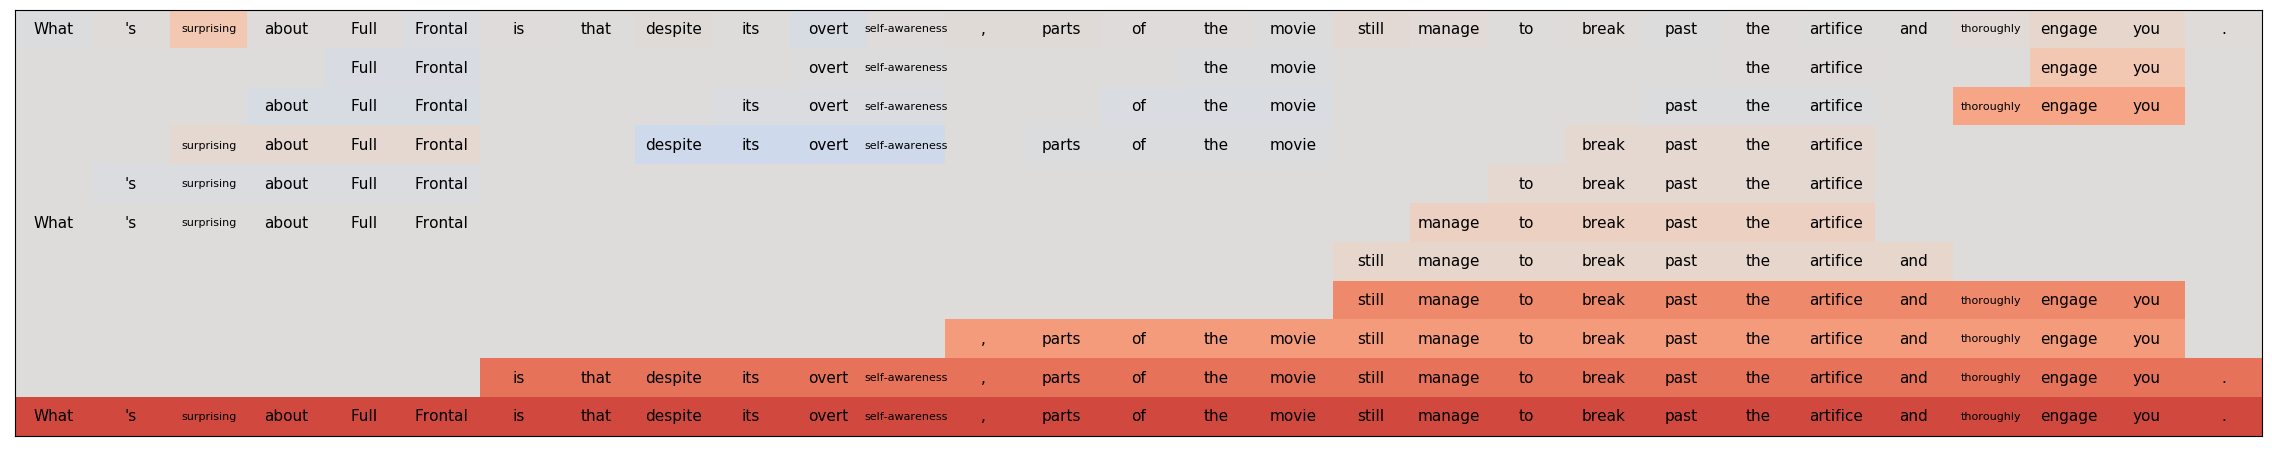 What 's surprising about Full Frontal is that despite its overt self-awareness , parts of the movie still manage to break past the artifice and thoroughly engage you .
Full Frontal overt self-awareness the movie the artifice engage you
about Full Frontal its overt self-awareness of the movie past the artifice thoroughly engage you
surprising about Full Frontal despite its overt self-awareness parts of the movie break past the artifice
's surprising about Full Frontal to break past the artifice
What 's surprising about Full Frontal manage to break past the artifice
still manage to break past the artifice and
still manage to break past the artifice and thoroughly engage you
, parts of the movie still manage to break past the artifice and thoroughly engage you
is that despite its overt self-awareness , parts of the movie still manage to break past the artifice and thoroughly engage you .
What 's surprising about Full Frontal is that despite its overt self-awareness , parts of the movie still manage to break past the artifice and thoroughly engage you .